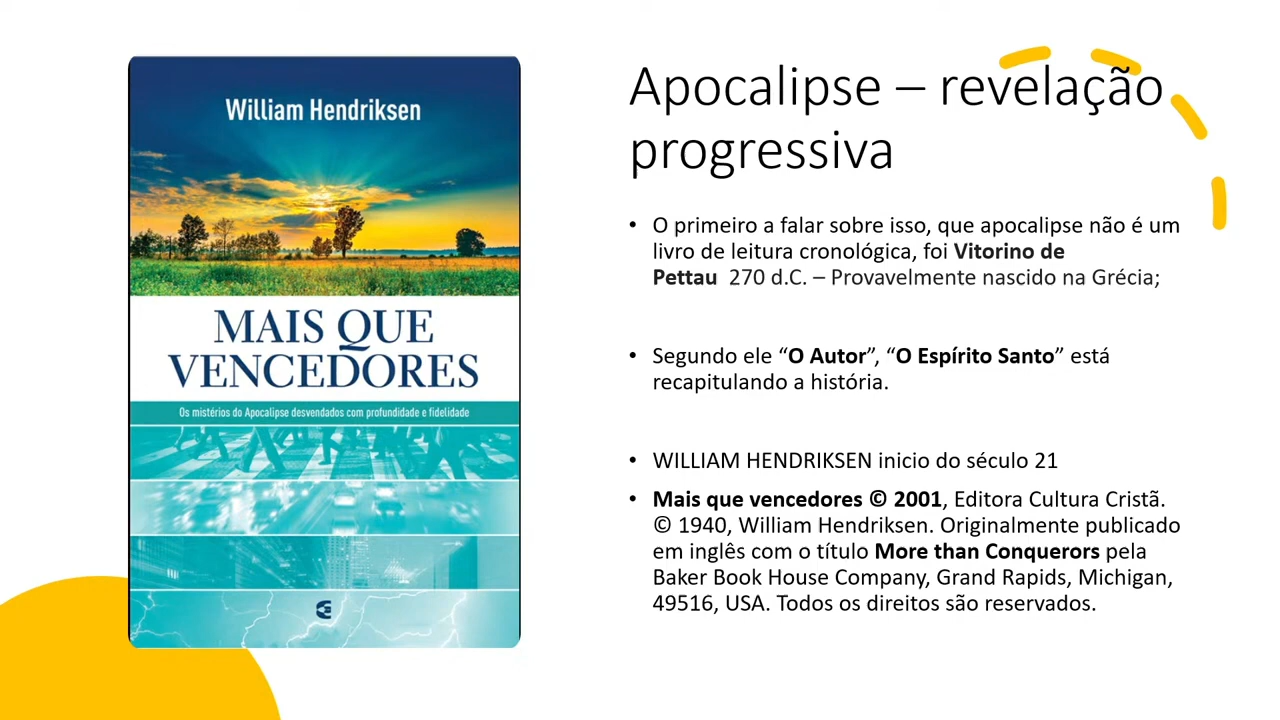 William Hendriksen
MAIS QUE
VENCEDORES
Os mistérios do Apocalipse desvendados com profundidade e fidelidade
Apocalipse – revelação
progressiva
• O primeiro a falar sobre isso, que apocalipse não é um
livro de leitura cronológica, foi Vitorino de
Pettau 270 d.C. – Provavelmente nascido na Grécia;
• Segundo ele “O Autor”, “O Espírito Santo” está
recapitulando a história.
• WILLIAM HENDRIKSEN inicio do século 21
• Mais que vencedores © 2001, Editora Cultura Cristã.
© 1940, William Hendriksen. Originalmente publicado
em inglês com o título More than Conquerors pela
Baker Book House Company, Grand Rapids, Michigan,
49516, USA. Todos os direitos são reservados.